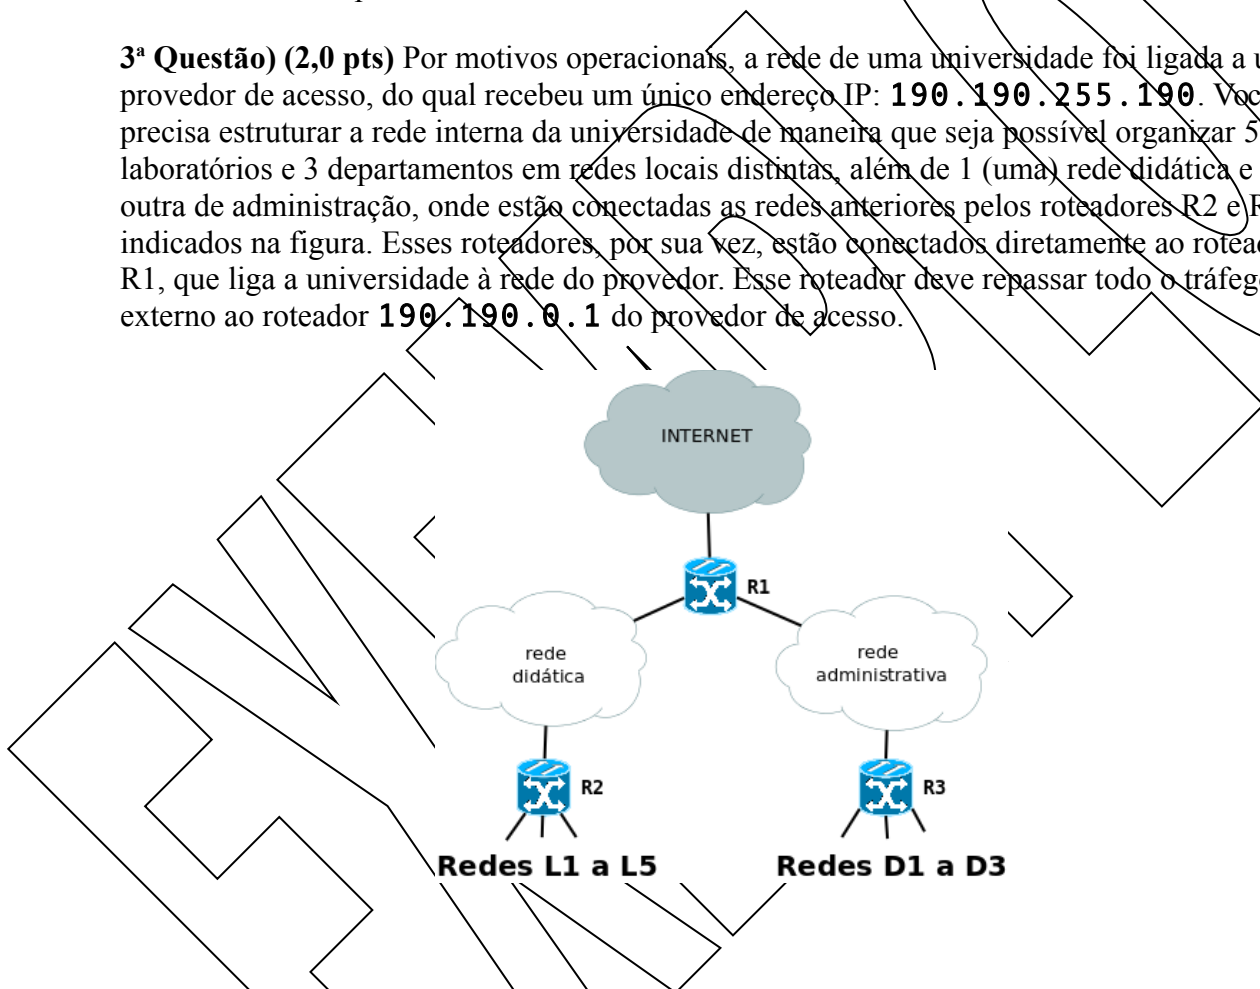 3ª Questão) (2,0 pts) Por motivos operacionais, a rede de uma universidade foi ligada a
provedor de acesso, do qual recebeu um único endereço IP: 190.190.255.190.
precisa estruturar a rede interna da universidade de maneira que seja possível organizar 5
laboratórios e 3 departamentos em redes locais distintas, além de 1 (uma) rede didática e
outra de administração, onde estão conectadas as redes anteriores pelos roteadores R2 e
indicados na figura. Esses roteadores, por sua vez, estão conectados diretamente ao
R1, que liga a universidade à rede do provedor. Esse roteador deve repassar todo o
externo ao roteador 190.190.0.1 do provedor de acesso.
INTERNET
R1
rede
didática
rede
administrativa
R2
R3
Redes L1 a L5
Redes D1 a D3